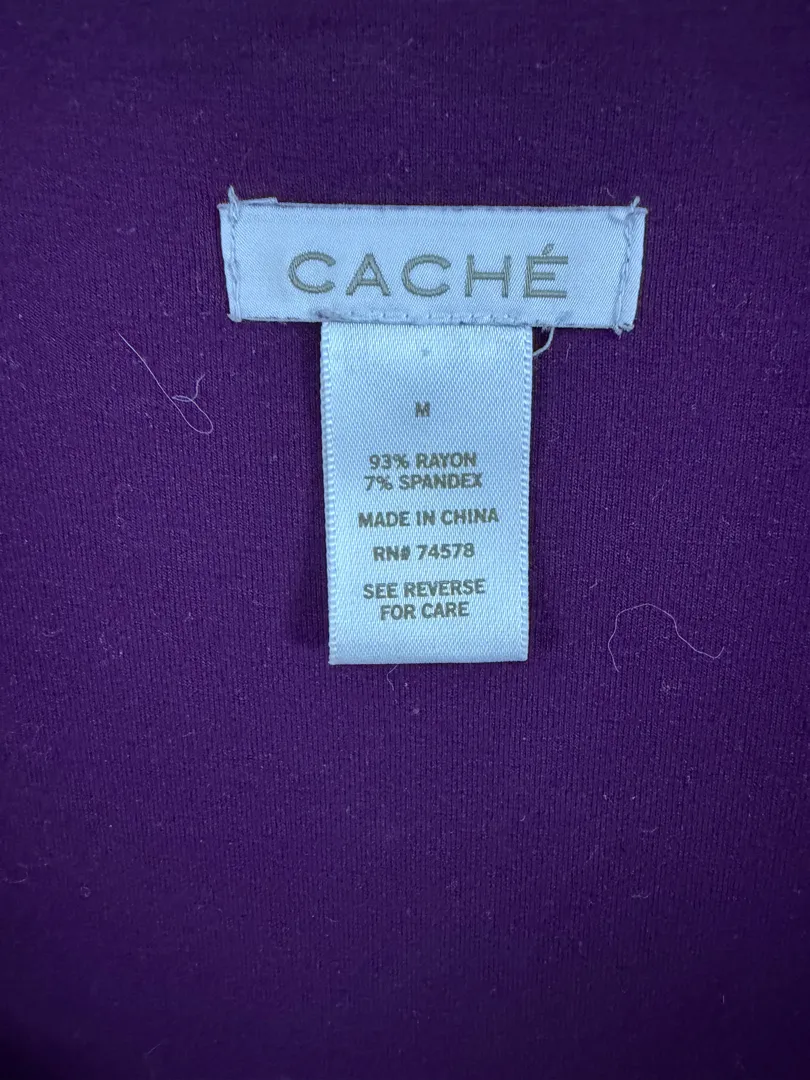 CACHÉ
M
93% RAYON
7% SPANDEX
MADE IN CHINA
RN# 74578
SEE REVERSE
FOR CARE